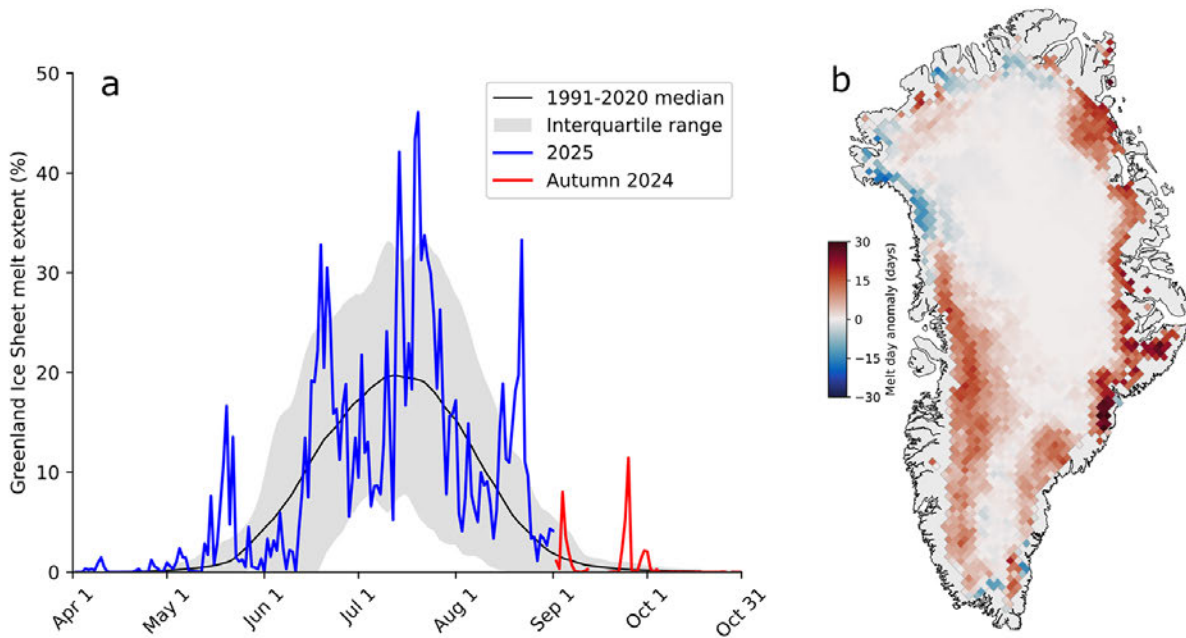 a
50
40
30
20
10
0
Greenland Ice Sheet melt extent (%)
1991-2020 median
Interquartile range
2025
Autumn 2024
Apr 1
May 1
Jun 1
Jul 1
Aug 1
Sep 1
Oct 1
Oct 31
b
30
15
0
−15
−30
Melt day anomaly (days)